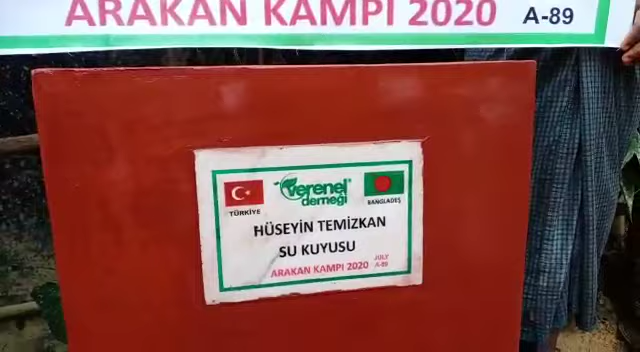 ARAKAN KAMPI 2020 A-89
verenel
derneği
TÜRKİYE
BANGLADEŞ
HÜSEYİN TEMİZKAN
SU KUYUSU
ARAKAN KAMPI 2020 JULY
A-89